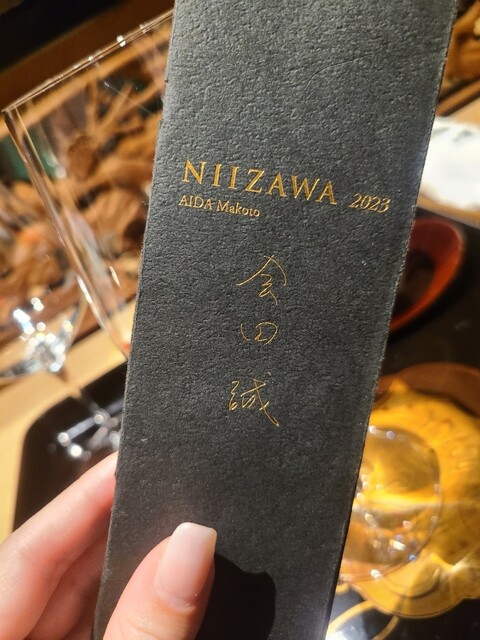 NIIZAWA 2023
AIDA Makoto
会
田
誠